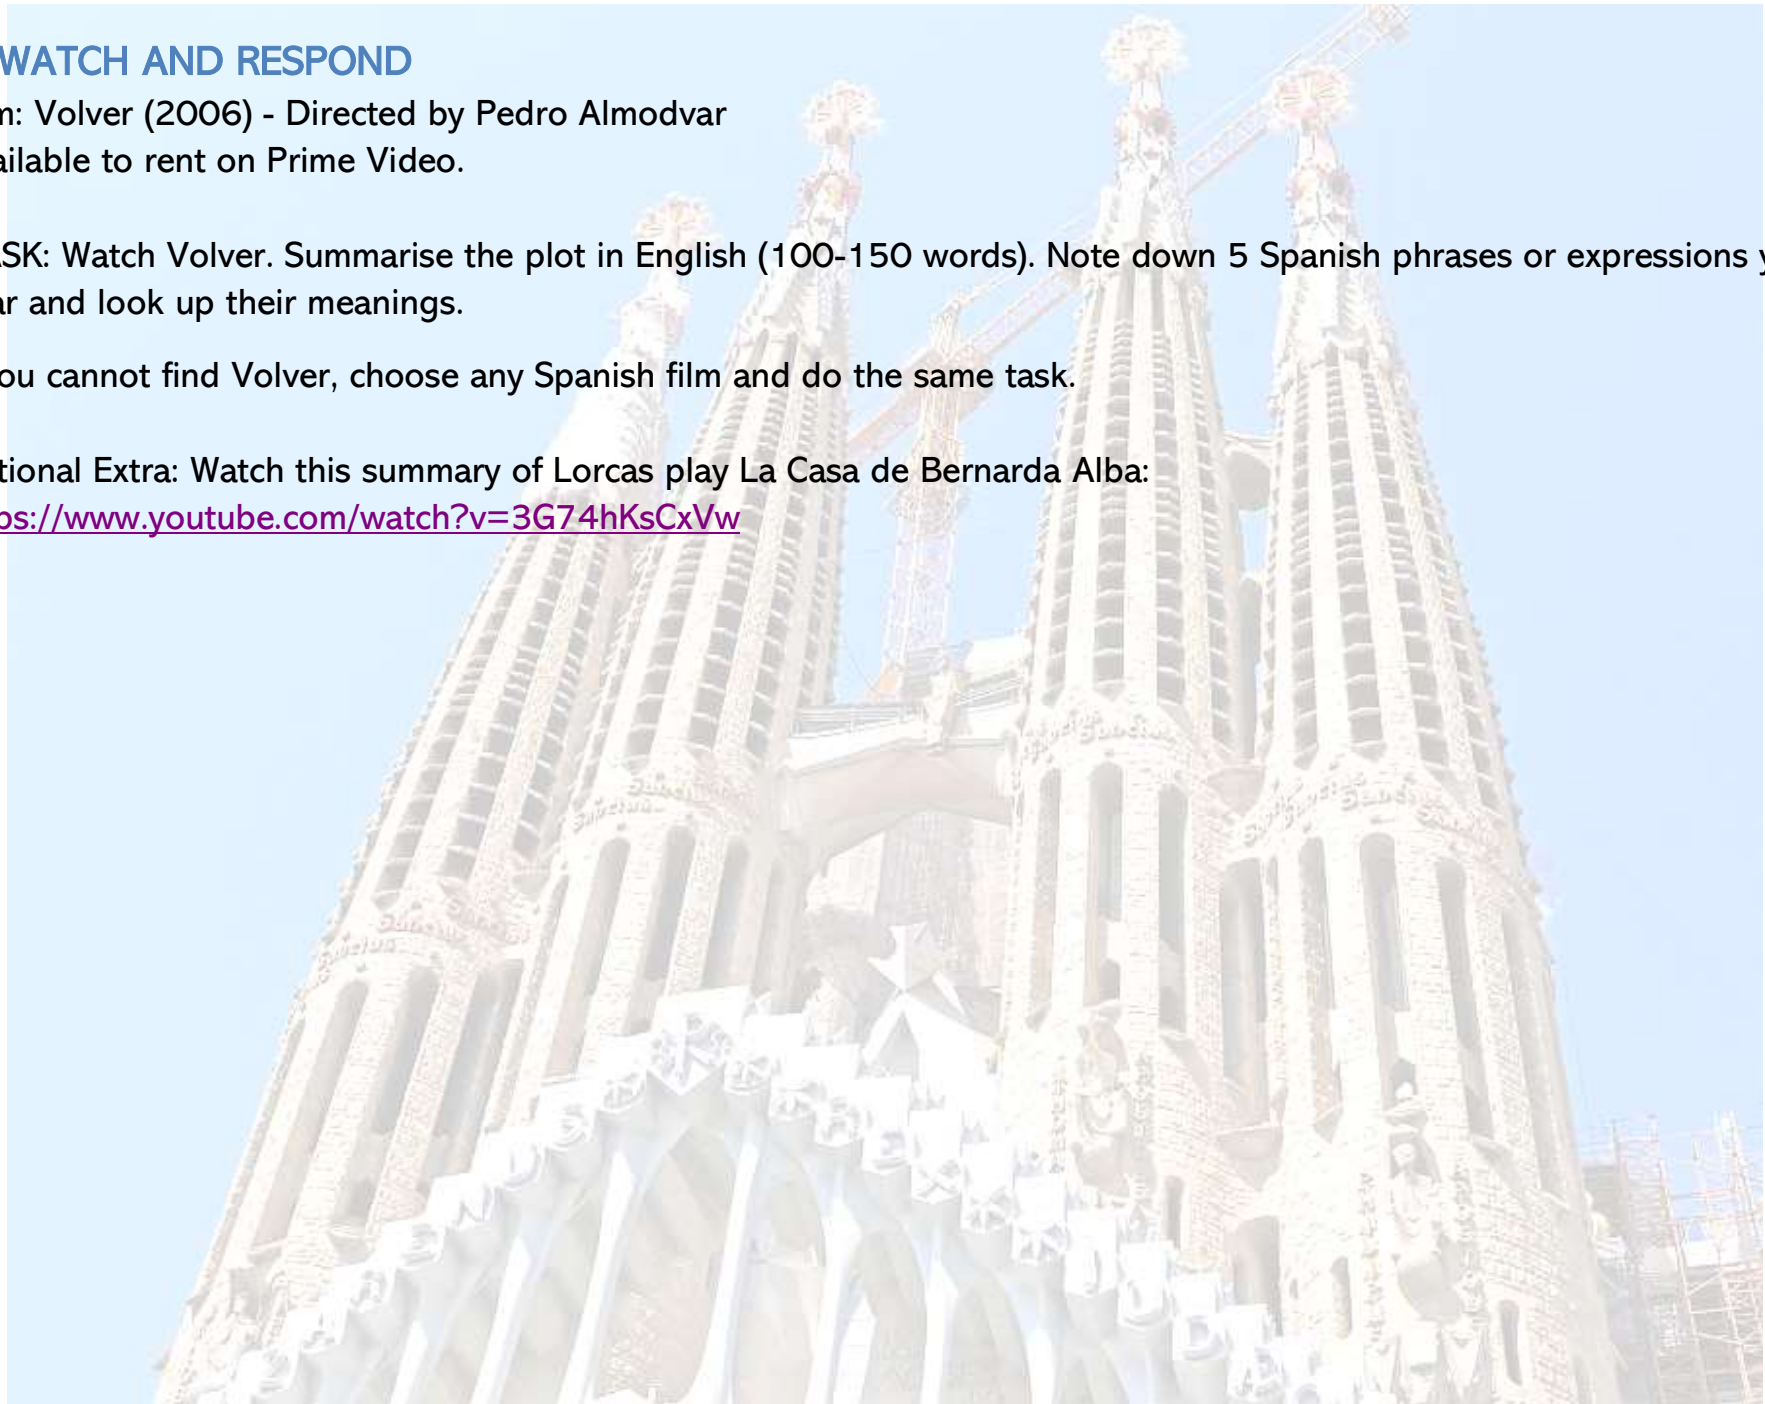 WATCH AND RESPOND
m: Volver (2006) - Directed by Pedro Almodvar
ailable to rent on Prime Video.
SK: Watch Volver. Summarise the plot in English (100-150 words). Note down 5 Spanish phrases or expressions y
ar and look up their meanings.
ou cannot find Volver, choose any Spanish film and do the same task.
tional Extra: Watch this summary of Lorcas play La Casa de Bernarda Alba:
ps://www.youtube.com/watch?v=3G74hKsCxVw